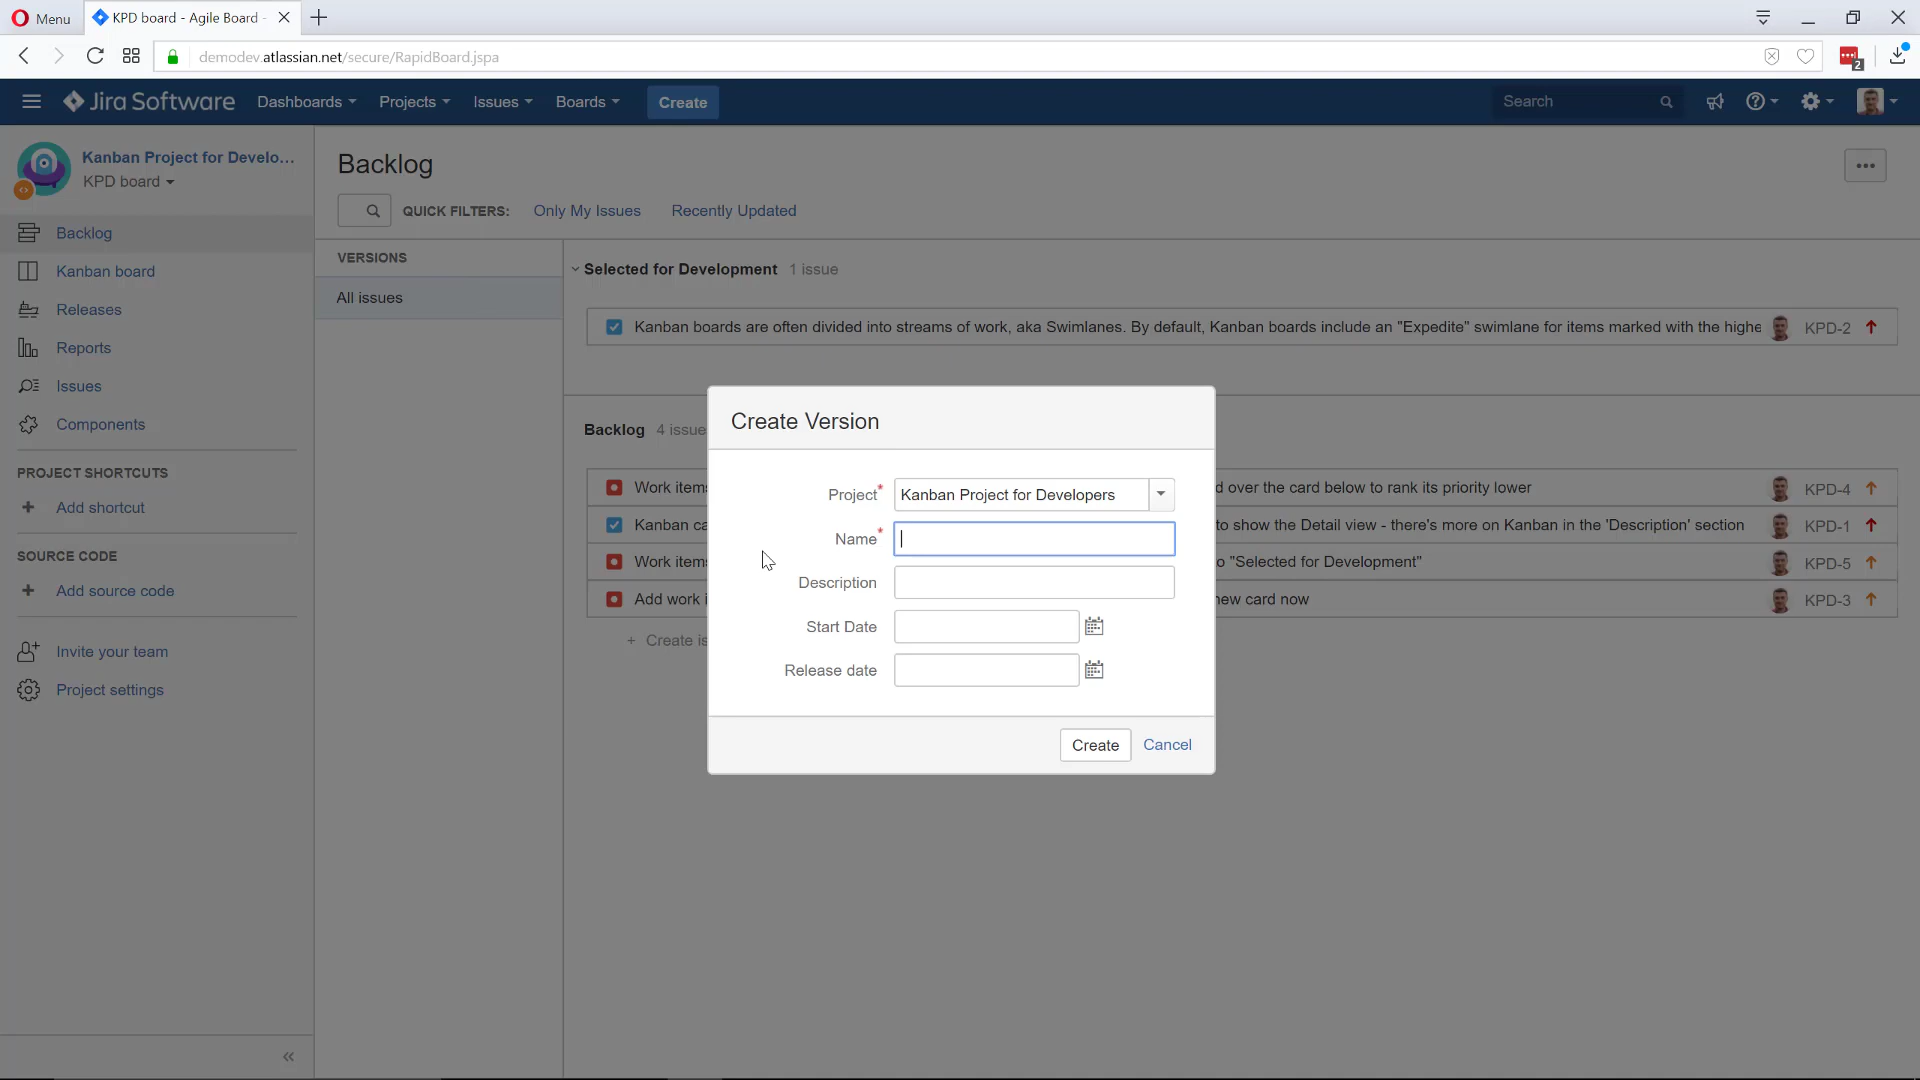 Menu
KPD board - Agile Board -
demodev.atlassian.net/secure/RapidBoard.jspa
2
Jira Software
Dashboards
Projects
Issues
Boards
Create
Search
Kanban Project for Develo...
KPD board
Backlog
Kanban board
Releases
Reports
Issues
Components
PROJECT SHORTCUTS
+ Add shortcut
SOURCE CODE
+ Add source code
Invite your team
Project settings
«
Backlog
QUICK FILTERS: Only My Issues Recently Updated
VERSIONS
All issues
Selected for Development 1 issue
Kanban boards are often divided into streams of work, aka Swimlanes. By default, Kanban boards include an "Expedite" swimlane for items marked with the highe KPD-2
Backlog 4 issue
Work item d over the card below to rank its priority lower KPD-4
Kanban ca to show the Detail view - there's more on Kanban in the 'Description' section KPD-1
Work item o "Selected for Development" KPD-5
Add work i new card now KPD-3
+ Create is
Create Version
Project* Kanban Project for Developers
Name*
Description
Start Date
Release date
Create Cancel